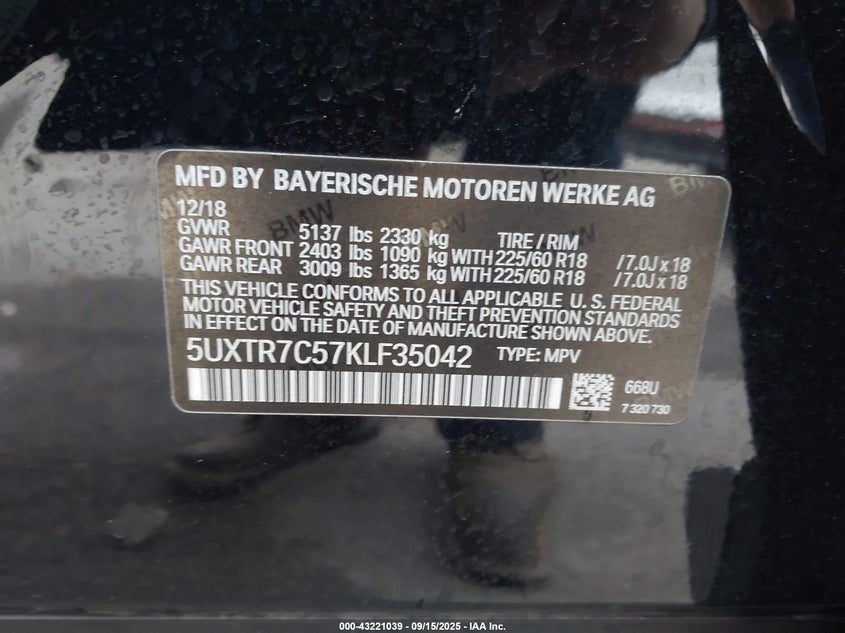 MFD BY BAYERISCHE MOTOREN WERKE AG
12/18
GVWR 5137 lbs 2330 kg TIRE / RIM
GAWR FRONT 2403 lbs 1090 kg WITH 225/60 R18 /7.0J x 18
GAWR REAR 3009 lbs 1365 kg WITH 225/60 R18 /7.0J x 18
THIS VEHICLE CONFORMS TO ALL APPLICABLE U. S. FEDERAL
MOTOR VEHICLE SAFETY AND THEFT PREVENTION STANDARDS
IN EFFECT ON THE DATE OF MANUFACTURE SHOWN ABOVE.
5UXTR7C57KLF35042 TYPE: MPV
668U
7 320 730
000-43221039 - 09/15/2025 - IAA Inc.